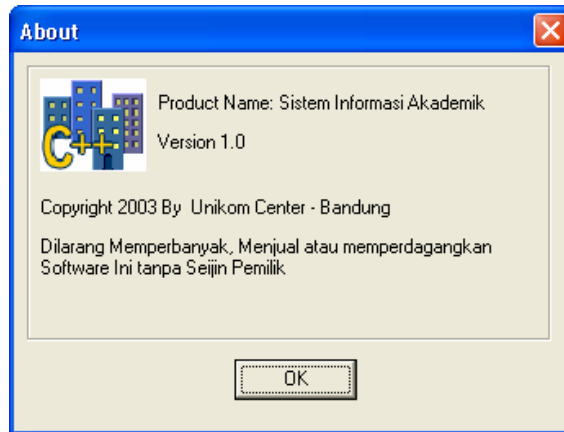 About
C++
Product Name: Sistem Informasi Akademik
Version 1.0
Copyright 2003 By Unikom Center - Bandung
Dilarang Memperbanyak, Menjual atau memperdagangkan
Software Ini tanpa Seijin Pemilik
OK